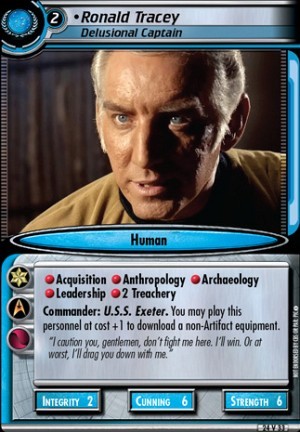 2
•Ronald Tracey
Delusional Captain
Human
Acquisition Anthropology Archaeology
Leadership 2 Treachery
Commander: U.S.S. Exeter. You may play this
personnel at cost +1 to download a non-Artifact equipment.
"I caution you, gentlemen, don't fight me here. I'll win. Or at
worst, I'll drag you down with me."
INTEGRITY 2 CUNNING 6 STRENGTH 6
24 V 33